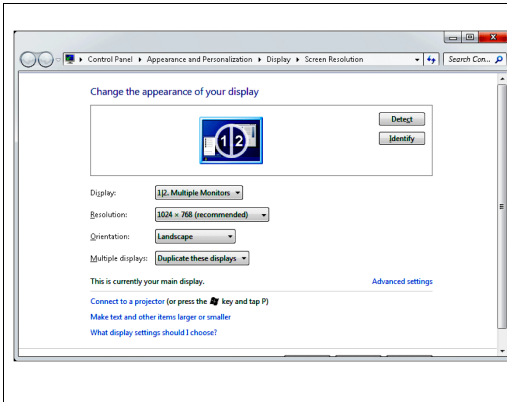 Control Panel ▸ Appearance and Personalization ▸ Display ▸ Screen Resolution
Search Con...
Change the appearance of your display
1|2
Detect
Identify
Display: 1|2. Multiple Monitors
Resolution: 1024 × 768 (recommended)
Orientation: Landscape
Multiple displays: Duplicate these displays
This is currently your main display. Advanced settings
Connect to a projector (or press the key and tap P)
Make text and other items larger or smaller
What display settings should I choose?